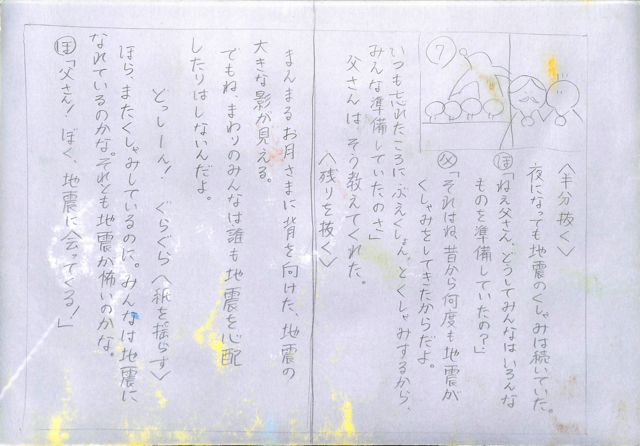 ⑦
〈半分抜く〉
夜になっても地震のくしゃみは続いていた。
ほ「ねえ父さん、どうしてみんなはいろんな
ものを準備していたの？」
父「それはね、昔から何度も地震が
くしゃみをしてきたからだよ。
いつも忘れたころに、ぶえくしょん、とくしゃみするから、
みんな準備していたのさ」
父さんは、そう教えてくれた。
〈残りを抜く〉
まんまるお月さまに背を向けた、地震の
大きな影が見える。
でもね、まわりのみんなは誰も地震を心配
したりはしないんだよ。
どっしーん！　ぐらぐら〈紙を揺らす〉
ほら、またくしゃみしているのに。みんなは地震に
なれているのかな。それとも地震が怖いのかな。
ほ「父さん！ぼく、地震に会ってくる！」